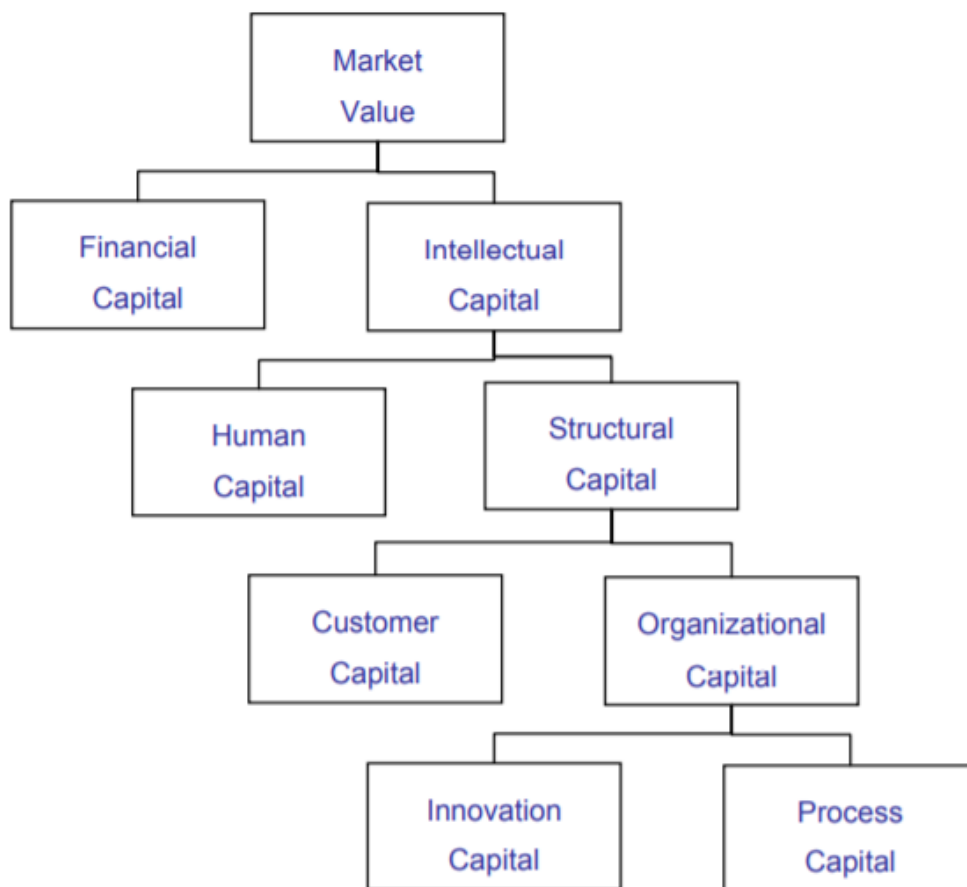 Market
Value
Financial
Capital
Intellectual
Capital
Human
Capital
Structural
Capital
Customer
Capital
Organizational
Capital
Innovation
Capital
Process
Capital